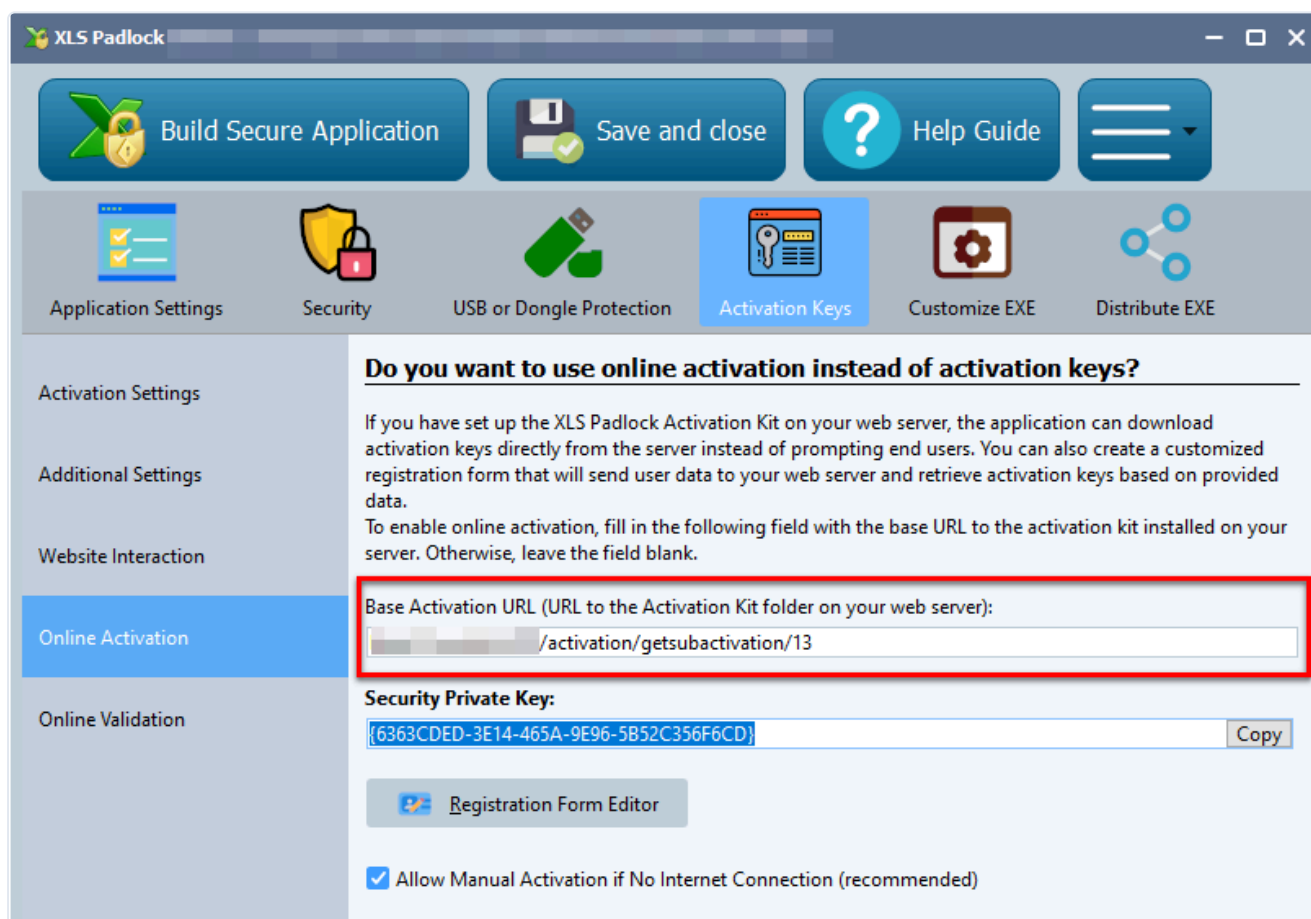 XLS Padlock
Build Secure Application
Save and close
Help Guide
Application Settings
Security
USB or Dongle Protection
Activation Keys
Customize EXE
Distribute EXE
Activation Settings
Additional Settings
Website Interaction
Online Activation
Online Validation
Do you want to use online activation instead of activation keys?
If you have set up the XLS Padlock Activation Kit on your web server, the application can download
activation keys directly from the server instead of prompting end users. You can also create a customized
registration form that will send user data to your web server and retrieve activation keys based on provided
data.
To enable online activation, fill in the following field with the base URL to the activation kit installed on your
server. Otherwise, leave the field blank.
Base Activation URL (URL to the Activation Kit folder on your web server):
/activation/getsubactivation/13
Security Private Key:
{6363CDED-3E14-465A-9E96-5B52C356F6CD}
Copy
Registration Form Editor
Allow Manual Activation if No Internet Connection (recommended)